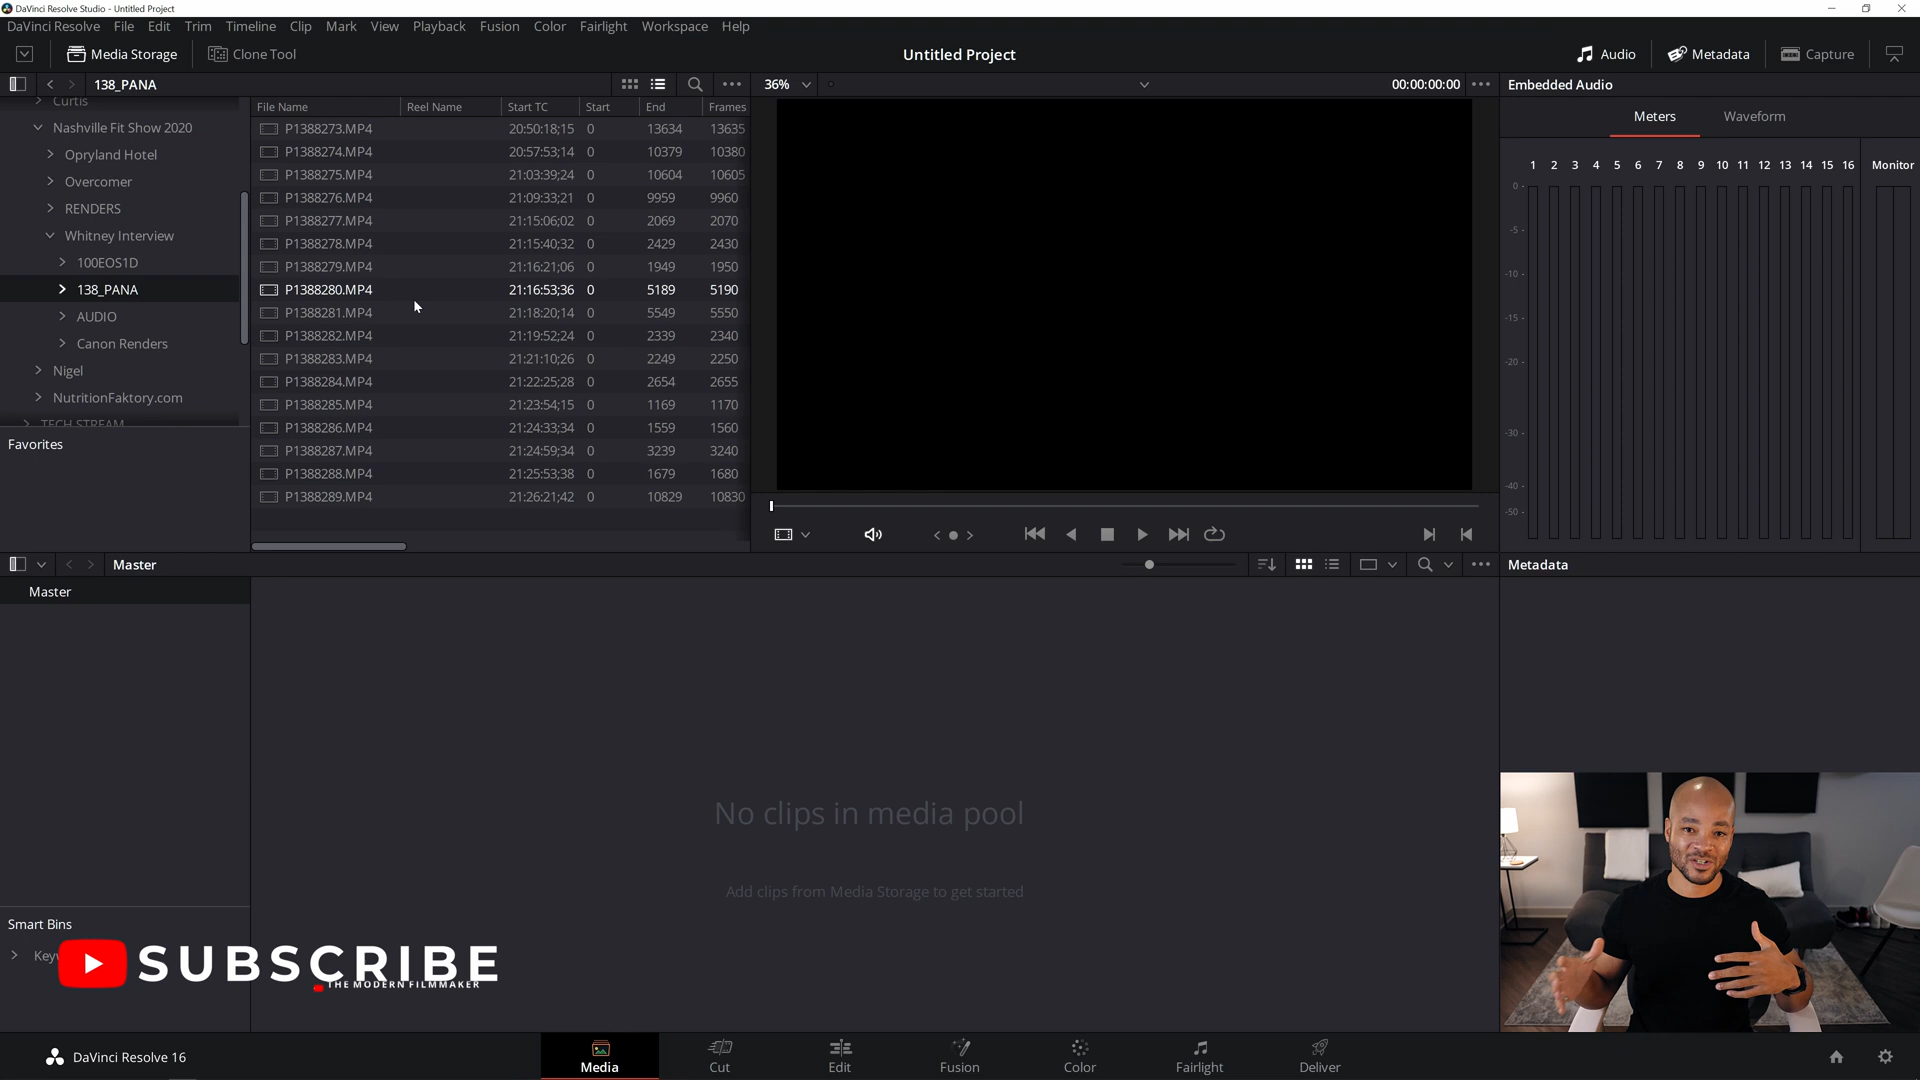 DaVinci Resolve Studio - Untitled Project
DaVinci Resolve File Edit Trim Timeline Clip Mark View Playback Fusion Color Fairlight Workspace Help
Media Storage Clone Tool Untitled Project Audio Metadata Capture
138_PANA 36% 00:00:00:00 Embedded Audio
Curtis
Nashville Fit Show 2020
Opryland Hotel
Overcomer
RENDERS
Whitney Interview
100EOS1D
138_PANA
AUDIO
Canon Renders
Nigel
NutritionFaktory.com
TECH STREAM
Favorites
File Name Reel Name Start TC Start End Frames
P1388273.MP4 20:50:18;15 0 13634 13635
P1388274.MP4 20:57:53;14 0 10379 10380
P1388275.MP4 21:03:39;24 0 10604 10605
P1388276.MP4 21:09:33;21 0 9959 9960
P1388277.MP4 21:15:06;02 0 2069 2070
P1388278.MP4 21:15:40;32 0 2429 2430
P1388279.MP4 21:16:21;06 0 1949 1950
P1388280.MP4 21:16:53;36 0 5189 5190
P1388281.MP4 21:18:20;14 0 5549 5550
P1388282.MP4 21:19:52;24 0 2339 2340
P1388283.MP4 21:21:10;26 0 2249 2250
P1388284.MP4 21:22:25;28 0 2654 2655
P1388285.MP4 21:23:54;15 0 1169 1170
P1388286.MP4 21:24:33;34 0 1559 1560
P1388287.MP4 21:24:59;34 0 3239 3240
P1388288.MP4 21:25:53;38 0 1679 1680
P1388289.MP4 21:26:21;42 0 10829 10830
Meters Waveform
1 2 3 4 5 6 7 8 9 10 11 12 13 14 15 16 Monitor
0
-5
-10
-15
-20
-30
-40
-50
Master Metadata
Master
No clips in media pool
Add clips from Media Storage to get started
Smart Bins
SUBSCRIBE
THE MODERN FILMMAKER
DaVinci Resolve 16 Media Cut Edit Fusion Color Fairlight Deliver